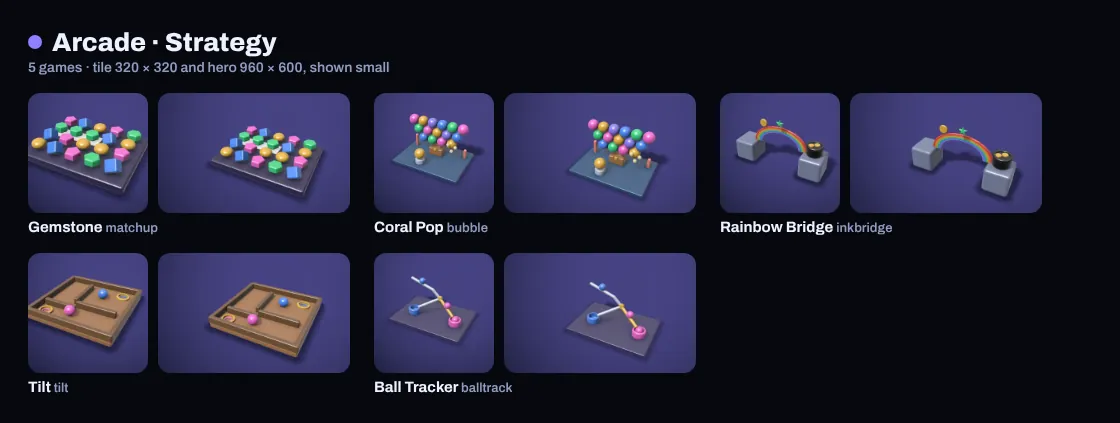 Arcade · Strategy
5 games · tile 320 × 320 and hero 960 × 600, shown small
Gemstone matchup
Coral Pop bubble
Rainbow Bridge inkbridge
Tilt tilt
Ball Tracker balltrack